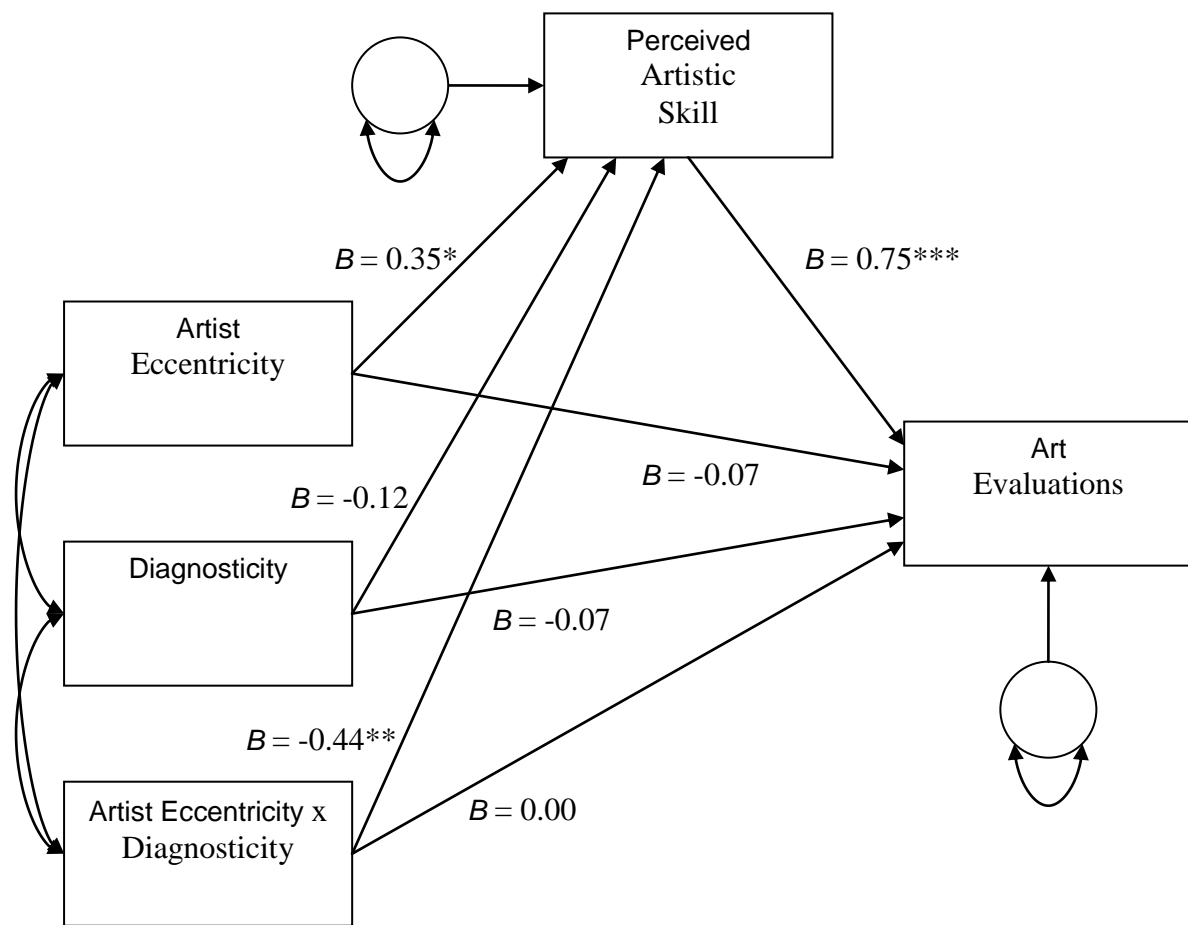 Perceived
Artistic
Skill
B = 0.35*
B = 0.75***
Artist
Eccentricity
Art
Evaluations
B = -0.07
B = -0.12
Diagnosticity
B = -0.07
B = -0.44**
Artist Eccentricity x
Diagnosticity
B = 0.00